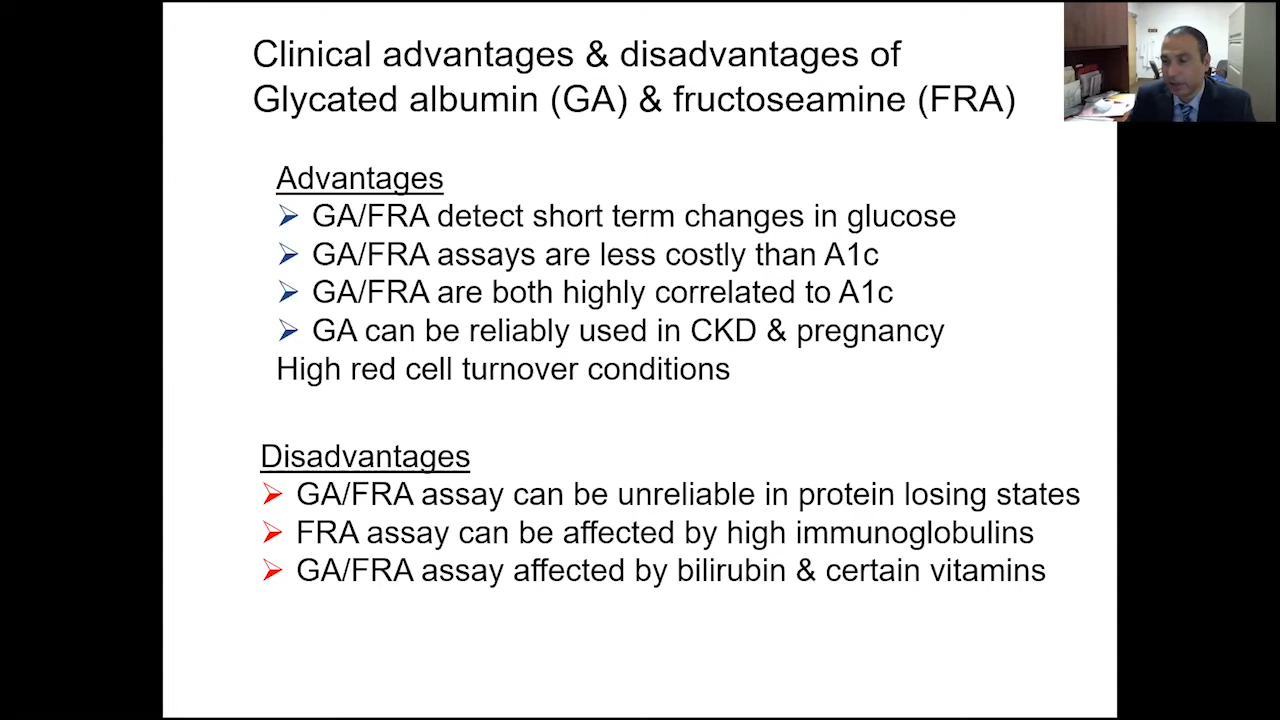 Clinical advantages & disadvantages of
Glycated albumin (GA) & fructoseamine (FRA)
Advantages
GA/FRA detect short term changes in glucose
GA/FRA assays are less costly than A1c
GA/FRA are both highly correlated to A1c
GA can be reliably used in CKD & pregnancy
High red cell turnover conditions
Disadvantages
GA/FRA assay can be unreliable in protein losing states
FRA assay can be affected by high immunoglobulins
GA/FRA assay affected by bilirubin & certain vitamins